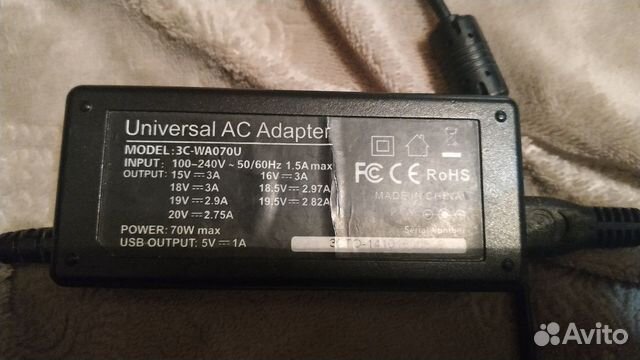 Universal AC Adapter
MODEL:3C-WA070U
INPUT: 100-240V ~ 50/60Hz 1.5A max
OUTPUT: 15V⎓3A 16V⎓3A
18V⎓3A 18.5V⎓2.97A
19V⎓2.9A 19.5V⎓2.82A
20V⎓2.75A
POWER: 70W max
USB OUTPUT: 5V⎓1A
FC CE RoHS
MADE IN CHINA
Serial Number
Avito